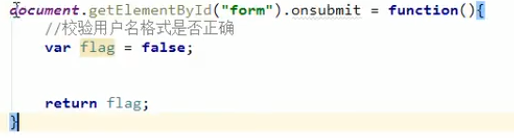 document.getElementById("form").onsubmit = function(){
//校验用户名格式是否正确
var flag = false;
return flag;
}